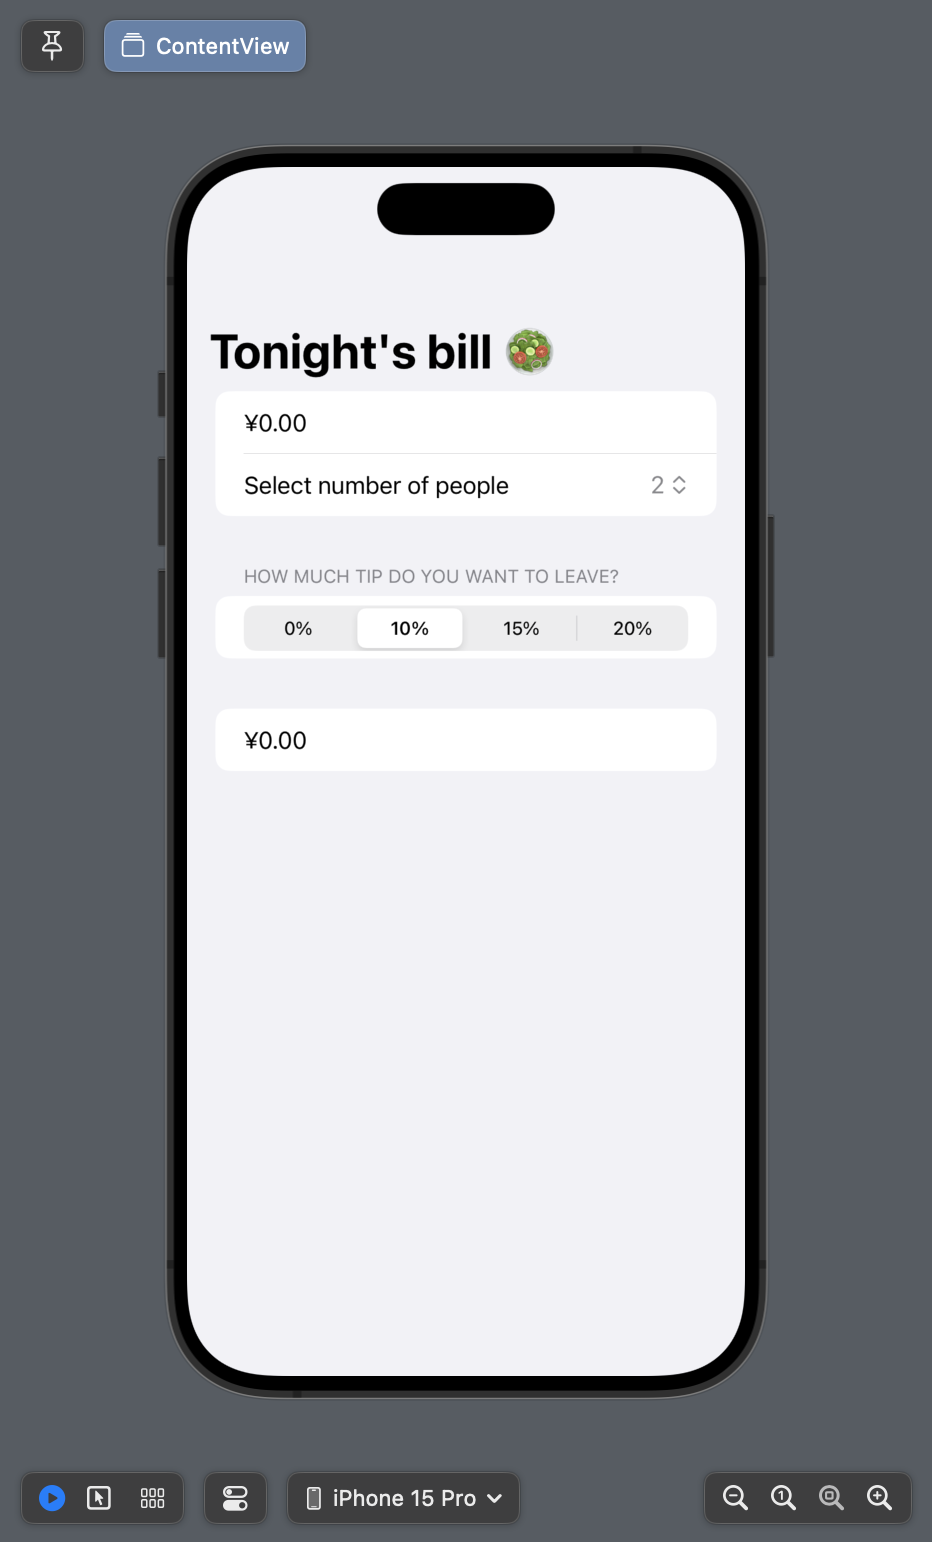 ContentView
Tonight's bill 🥗
¥0.00
Select number of people 2
HOW MUCH TIP DO YOU WANT TO LEAVE?
0% 10% 15% 20%
¥0.00
iPhone 15 Pro
1